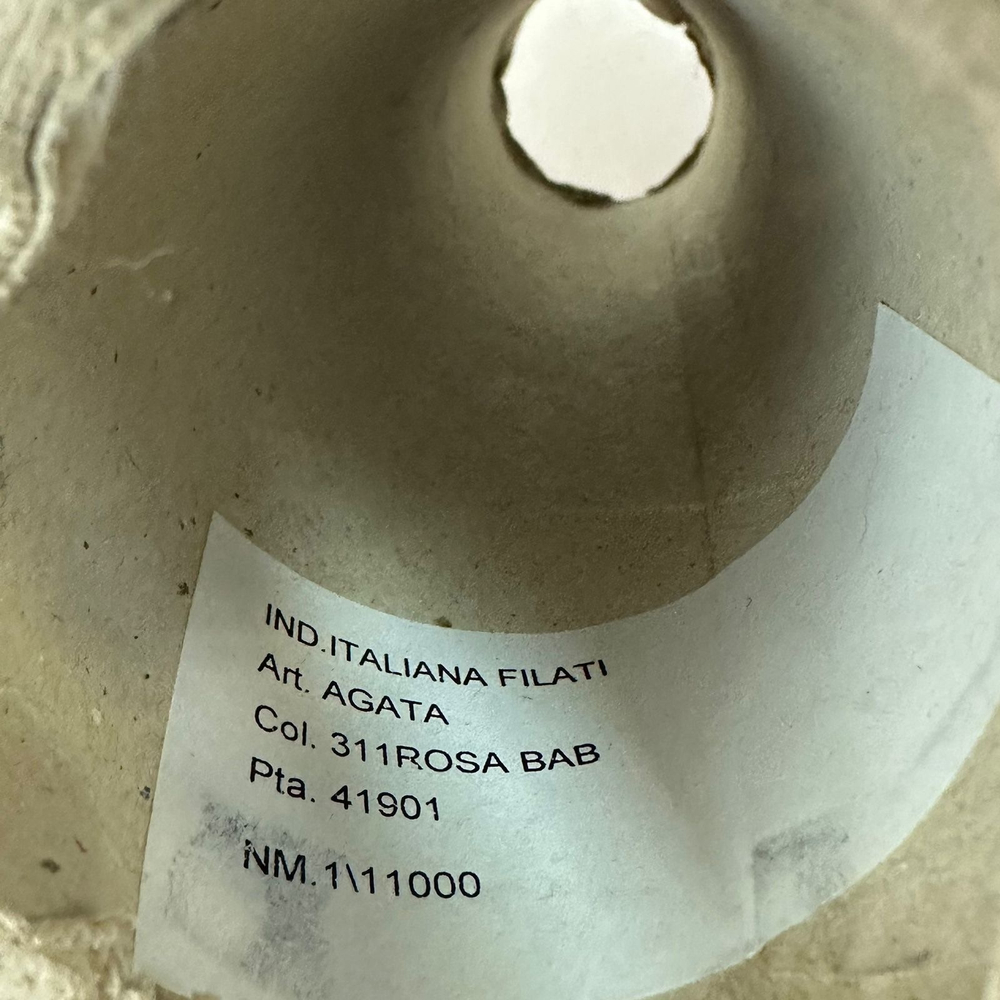 IND.ITALIANA FILATI
Art. AGATA
Col. 311ROSA BAB
Pta. 41901
NM.1\11000